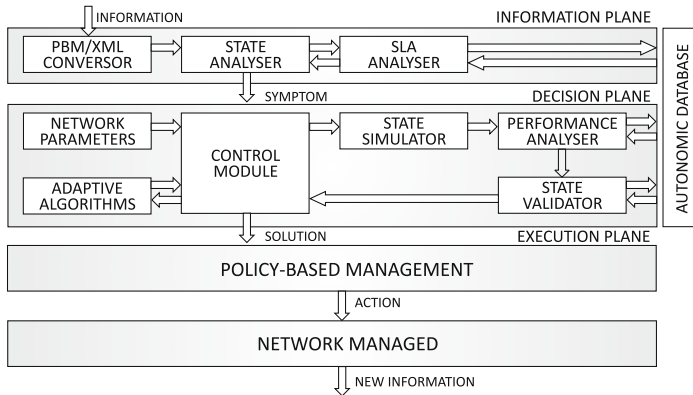 INFORMATION
INFORMATION PLANE
PBM/XML
CONVERSOR
STATE
ANALYSER
SLA
ANALYSER
SYMPTOM
DECISION PLANE
NETWORK
PARAMETERS
CONTROL
MODULE
STATE
SIMULATOR
PERFORMANCE
ANALYSER
ADAPTIVE
ALGORITHMS
STATE
VALIDATOR
AUTONOMIC DATABASE
SOLUTION
EXECUTION PLANE
POLICY-BASED MANAGEMENT
ACTION
NETWORK MANAGED
NEW INFORMATION